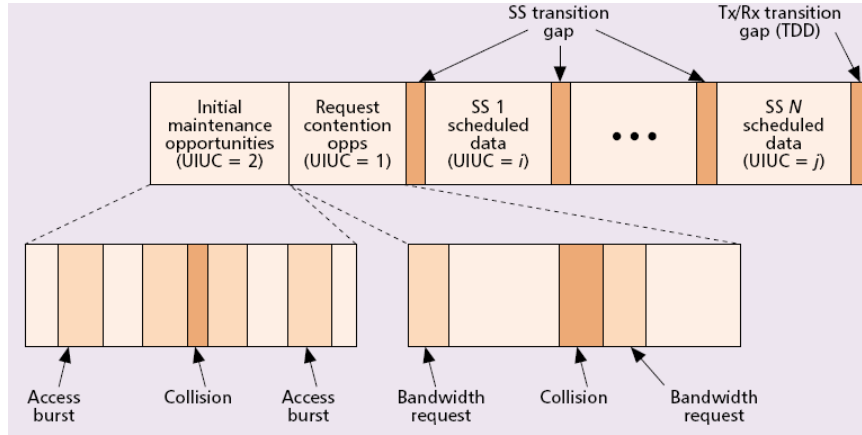 SS transition
gap
Tx/Rx transition
gap (TDD)
Initial
maintenance
opportunities
(UIUC = 2)
Request
contention
opps
(UIUC = 1)
SS 1
scheduled
data
(UIUC = i)
• • •
SS N
scheduled
data
(UIUC = j)
Access
burst
Collision
Access
burst
Bandwidth
request
Collision
Bandwidth
request